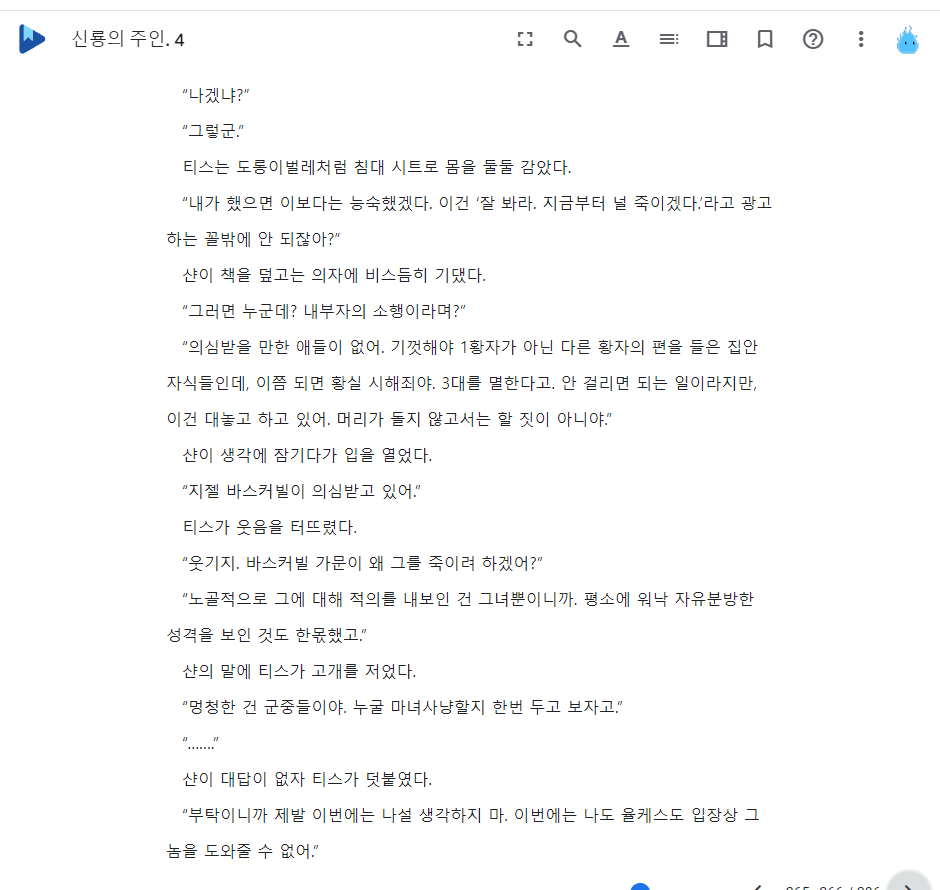 신룡의 주인. 4
“나겠냐?”
“그렇군.”
티스는 도롱이벌레처럼 침대 시트로 몸을 둘둘 감았다.
“내가 했으면 이보다는 능숙했겠다. 이건 ‘잘 봐라. 지금부터 널 죽이겠다.’라고 광고
하는 꼴밖에 안 되잖아?”
샨이 책을 덮고는 의자에 비스듬히 기댔다.
“그러면 누군데? 내부자의 소행이라며?”
“의심받을 만한 애들이 없어. 기껏해야 1황자가 아닌 다른 황자의 편을 들은 집안
자식들인데, 이쯤 되면 황실 시해죄야. 3대를 멸한다고. 안 걸리면 되는 일이라지만,
이건 대놓고 하고 있어. 머리가 돌지 않고서는 할 짓이 아니야.”
샨이 생각에 잠기다가 입을 열었다.
“지젤 바스커빌이 의심받고 있어.”
티스가 웃음을 터뜨렸다.
“웃기지. 바스커빌 가문이 왜 그를 죽이려 하겠어?”
“노골적으로 그에 대해 적의를 내보인 건 그녀뿐이니까. 평소에 워낙 자유분방한
성격을 보인 것도 한몫했고.”
샨의 말에 티스가 고개를 저었다.
“멍청한 건 군중들이야. 누굴 마녀사냥할지 한번 두고 보자고.”
“…….”
샨이 대답이 없자 티스가 덧붙였다.
“부탁이니까 제발 이번에는 나설 생각하지 마. 이번에는 나도 율케스도 입장상 그
놈을 도와줄 수 없어.”